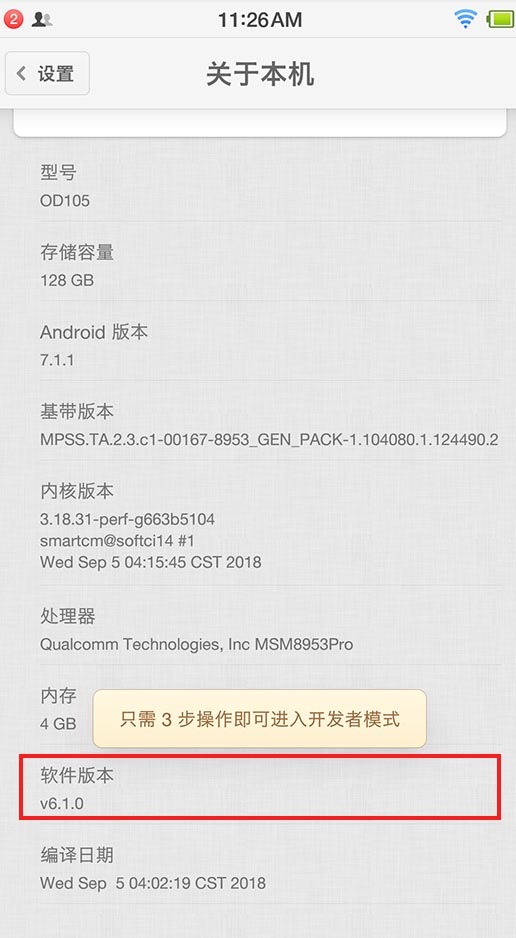 2
11:26AM
设置
关于本机
型号
OD105
存储容量
128 GB
Android 版本
7.1.1
基带版本
MPSS.TA.2.3.c1-00167-8953_GEN_PACK-1.104080.1.124490.2
内核版本
3.18.31-perf-g663b5104
smartcm@softci14 #1
Wed Sep 5 04:15:45 CST 2018
处理器
Qualcomm Technologies, Inc MSM8953Pro
内存
4 GB
只需 3 步操作即可进入开发者模式
软件版本
v6.1.0
编译日期
Wed Sep  5 04:02:19 CST 2018